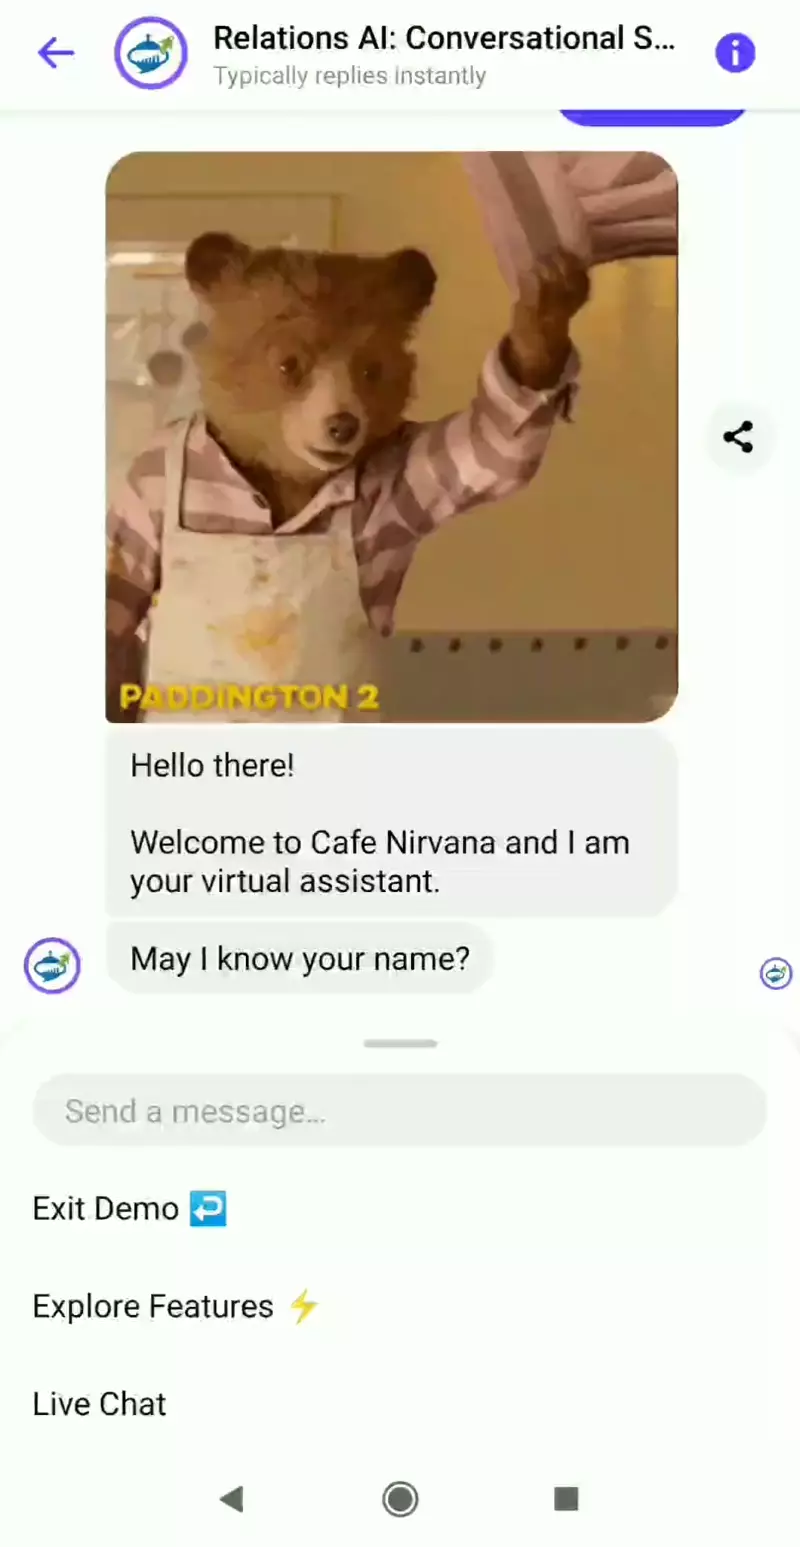 Relations AI: Conversational S...
Typically replies instantly
PADDINGTON 2
Hello there!
Welcome to Cafe Nirvana and I am
your virtual assistant.
May I know your name?
Send a message...
Exit Demo ↩️
Explore Features ⚡
Live Chat